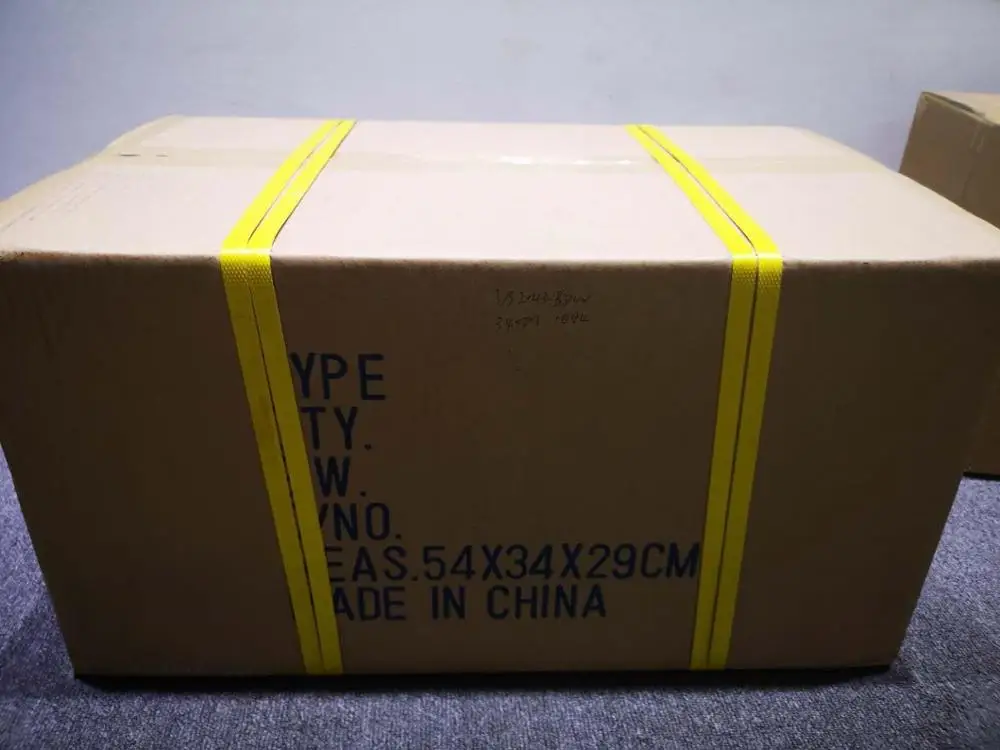 YPE
TY.
W.
/NO.
EAS.54X34X29CM
ADE IN CHINA